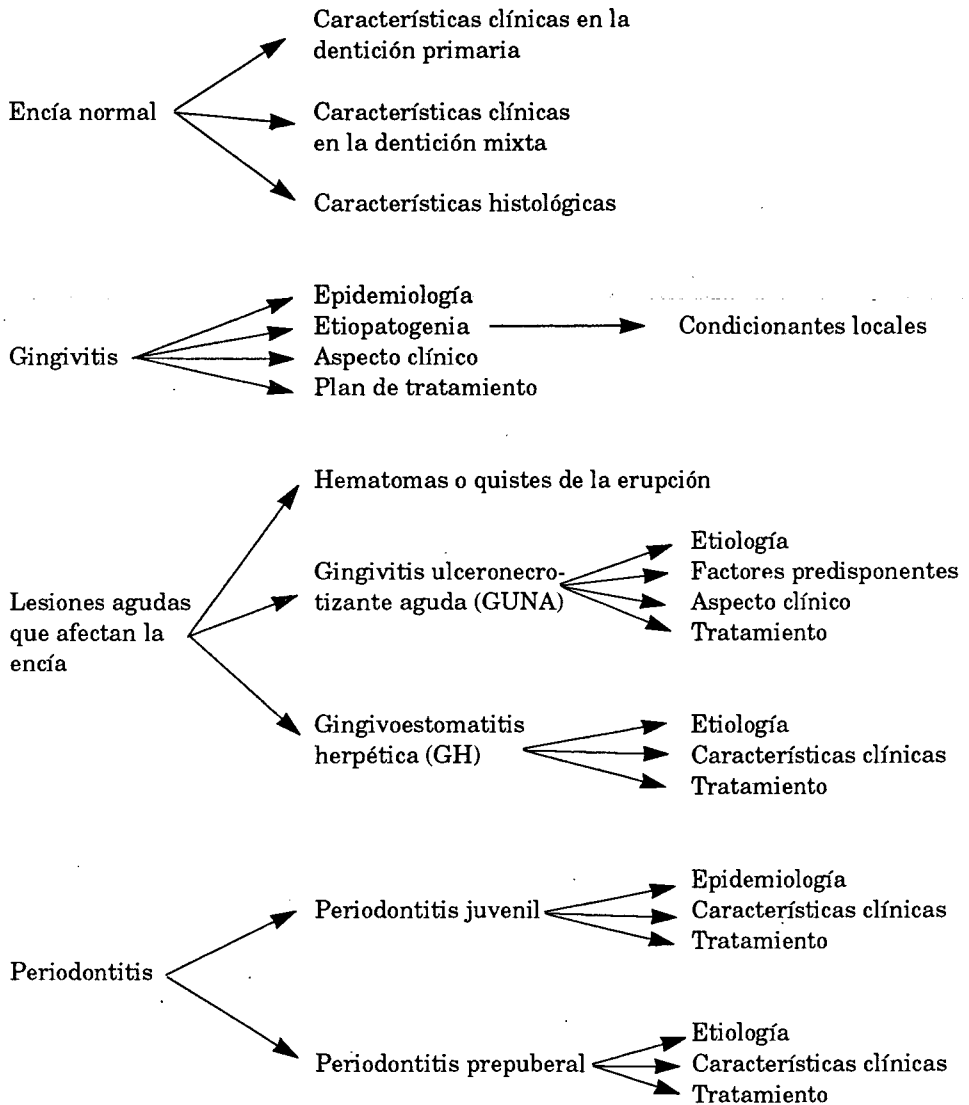 Encía normal
Características clínicas en la
dentición primaria
Características clínicas
en la dentición mixta
Características histológicas
Gingivitis
Epidemiología
Etiopatogenia
Aspecto clínico
Plan de tratamiento
Condicionantes locales
Lesiones agudas
que afectan la
encía
Hematomas o quistes de la erupción
Gingivitis ulceronecro-
tizante aguda (GUNA)
Etiología
Factores predisponentes
Aspecto clínico
Tratamiento
Gingivoestomatitis
herpética (GH)
Etiología
Características clínicas
Tratamiento
Periodontitis
Periodontitis juvenil
Epidemiología
Características clínicas
Tratamiento
Periodontitis prepuberal
Etiología
Características clínicas
Tratamiento